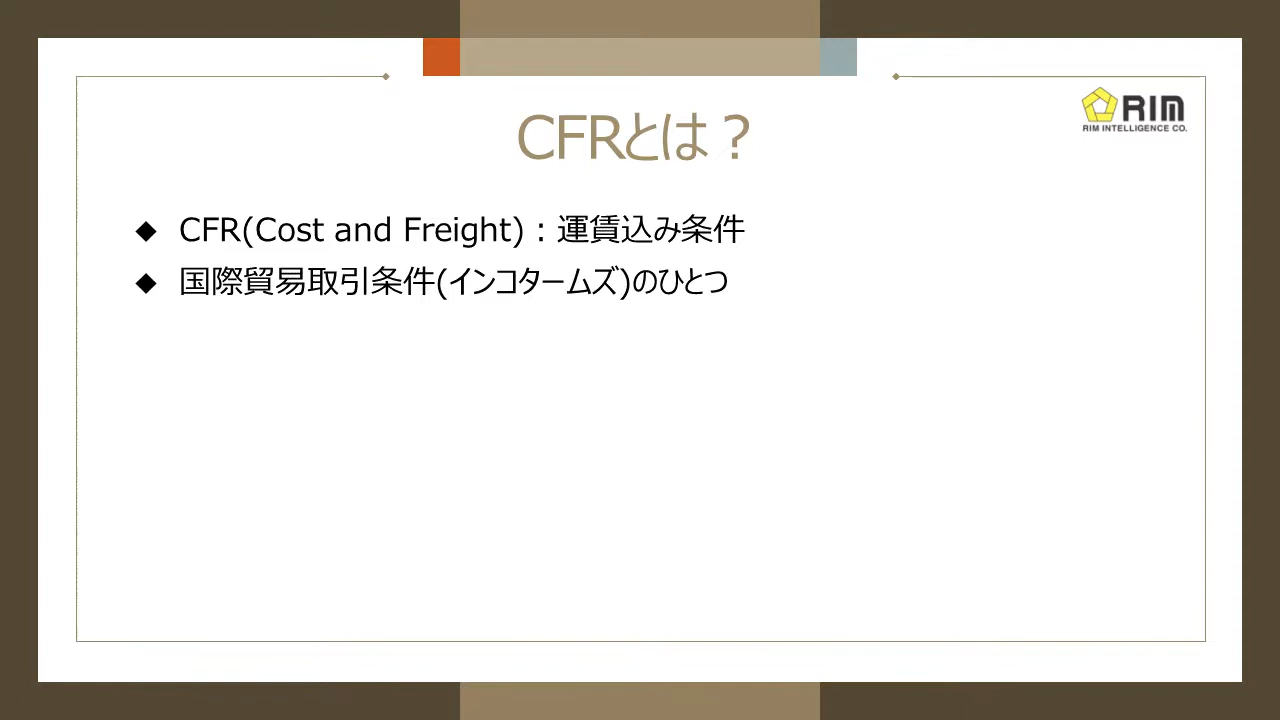 CFRとは？
RIM
RIM INTELLIGENCE CO.
◆ CFR(Cost and Freight)：運賃込み条件
◆ 国際貿易取引条件(インコタームズ)のひとつ